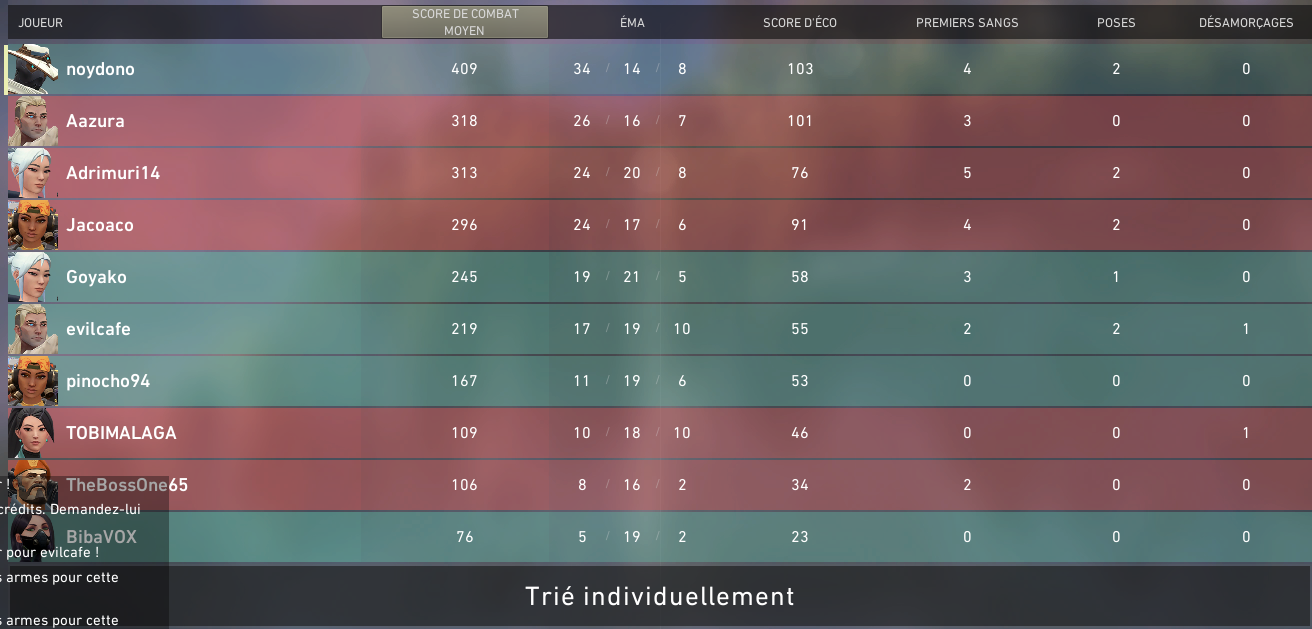 JOUEUR SCORE DE COMBAT MOYEN ÉMA SCORE D'ÉCO PREMIERS SANGS POSES DÉSAMORÇAGES
noydono 409 34 / 14 / 8 103 4 2 0
Aazura 318 26 / 16 / 7 101 3 0 0
Adrimuri14 313 24 / 20 / 8 76 5 2 0
Jacoaco 296 24 / 17 / 6 91 4 2 0
Goyako 245 19 / 21 / 5 58 3 1 0
evilcafe 219 17 / 19 / 10 55 2 2 1
pinocho94 167 11 / 19 / 6 53 0 0 0
TOBIMALAGA 109 10 / 18 / 10 46 0 0 1
TheBossOne65 106 8 / 16 / 2 34 2 0 0
r !
crédits. Demandez-lui
BibaVOX 76 5 / 19 / 2 23 0 0 0
r pour evilcafe !
s armes pour cette
Trié individuellement
s armes pour cette